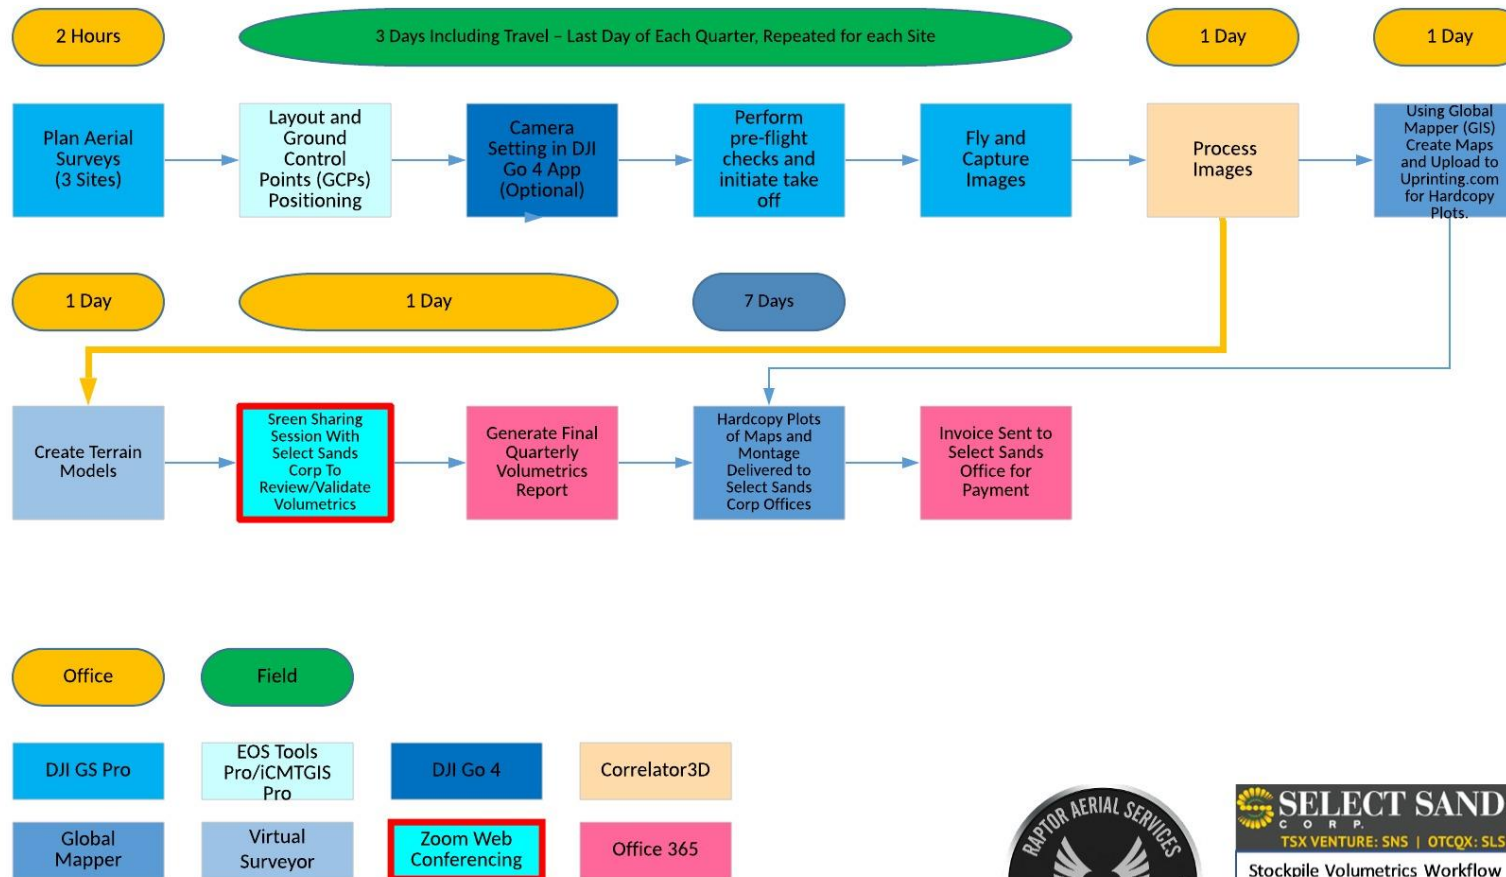 2 Hours
3 Days Including Travel – Last Day of Each Quarter, Repeated for each Site
1 Day
1 Day
Plan Aerial
Surveys
(3 Sites)
Layout and
Ground
Control
Points (GCPs)
Positioning
Camera
Setting in DJI
Go 4 App
(Optional)
Perform
pre-flight
checks and
initiate take
off
Fly and
Capture
Images
Process
Images
Using Global
Mapper (GIS)
Create Maps
and Upload to
Uprinting.com
for Hardcopy
Plots.
1 Day
1 Day
7 Days
Create Terrain
Models
Sreen Sharing
Session With
Select Sands
Corp To
Review/Validate
Volumetrics
Generate Final
Quarterly
Volumetrics
Report
Hardcopy Plots
of Maps and
Montage
Delivered to
Select Sands
Corp Offices
Invoice Sent to
Select Sands
Office for
Payment
Office
Field
DJI GS Pro
EOS Tools
Pro/iCMTGIS
Pro
DJI Go 4
Correlator3D
Global
Mapper
Virtual
Surveyor
Zoom Web
Conferencing
Office 365
RAPTOR AERIAL SERVICES
SELECT SAND
CORP.
TSX VENTURE: SNS | OTCQX: SLS
Stockpile Volumetrics Workflow